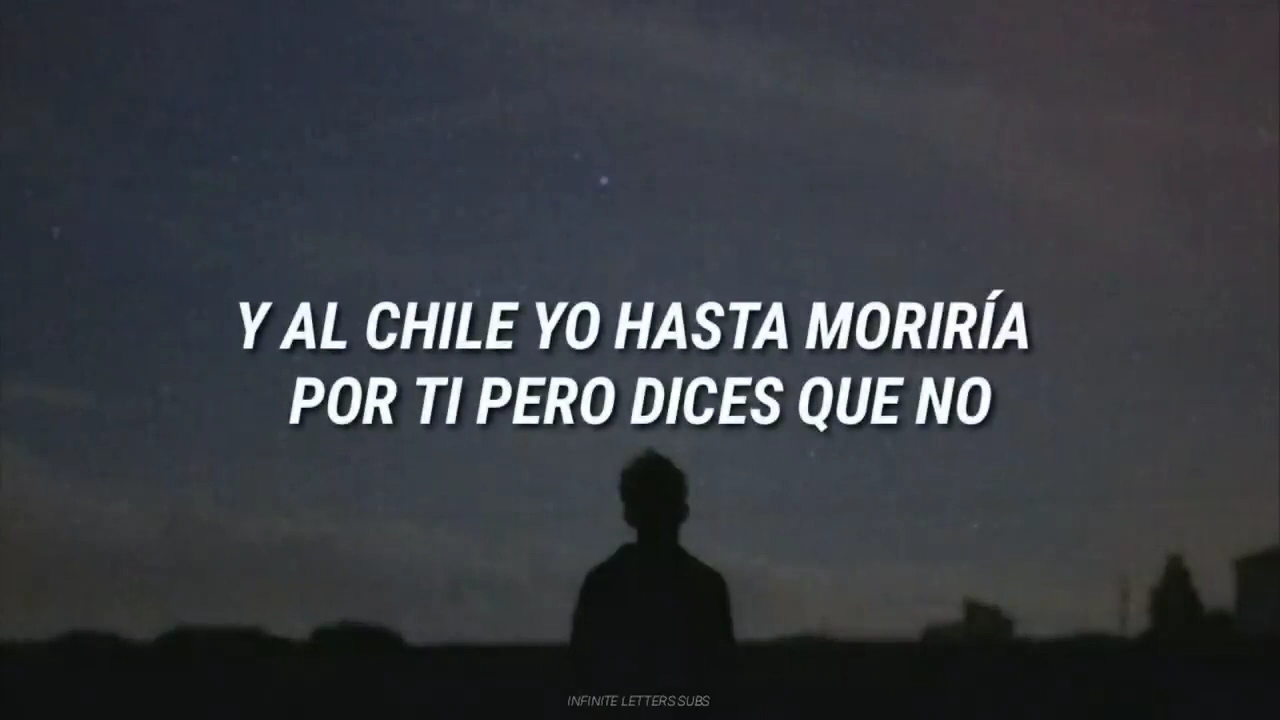 Y AL CHILE YO HASTA MORIRÍA
POR TI PERO DICES QUE NO
INFINITE LETTERS SUBS